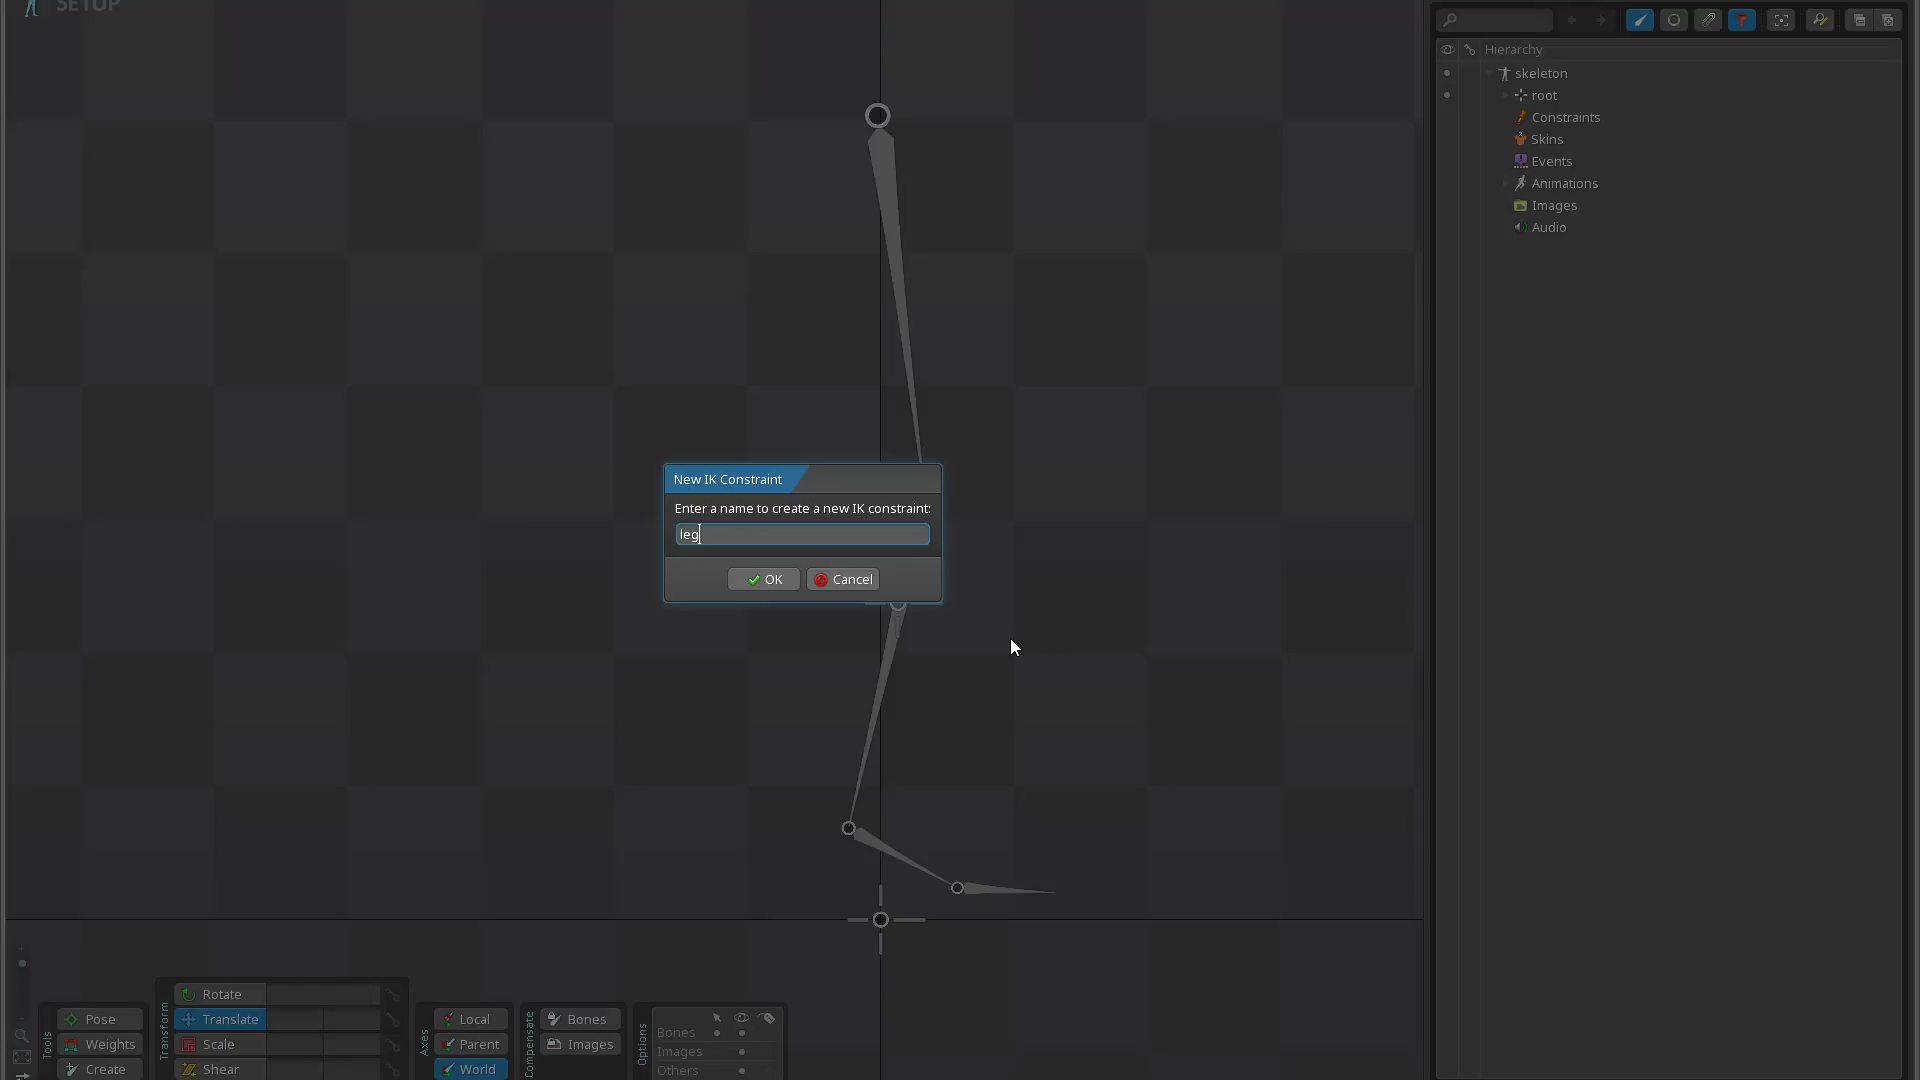 SETUP
Hierarchy
skeleton
root
Constraints
Skins
Events
Animations
Images
Audio
New IK Constraint
Enter a name to create a new IK constraint:
leg
OK
Cancel
Tools
Pose
Weights
Create
Transform
Rotate
Translate
Scale
Shear
Axes
Local
Parent
World
Compensate
Bones
Images
Options
Bones
Images
Others